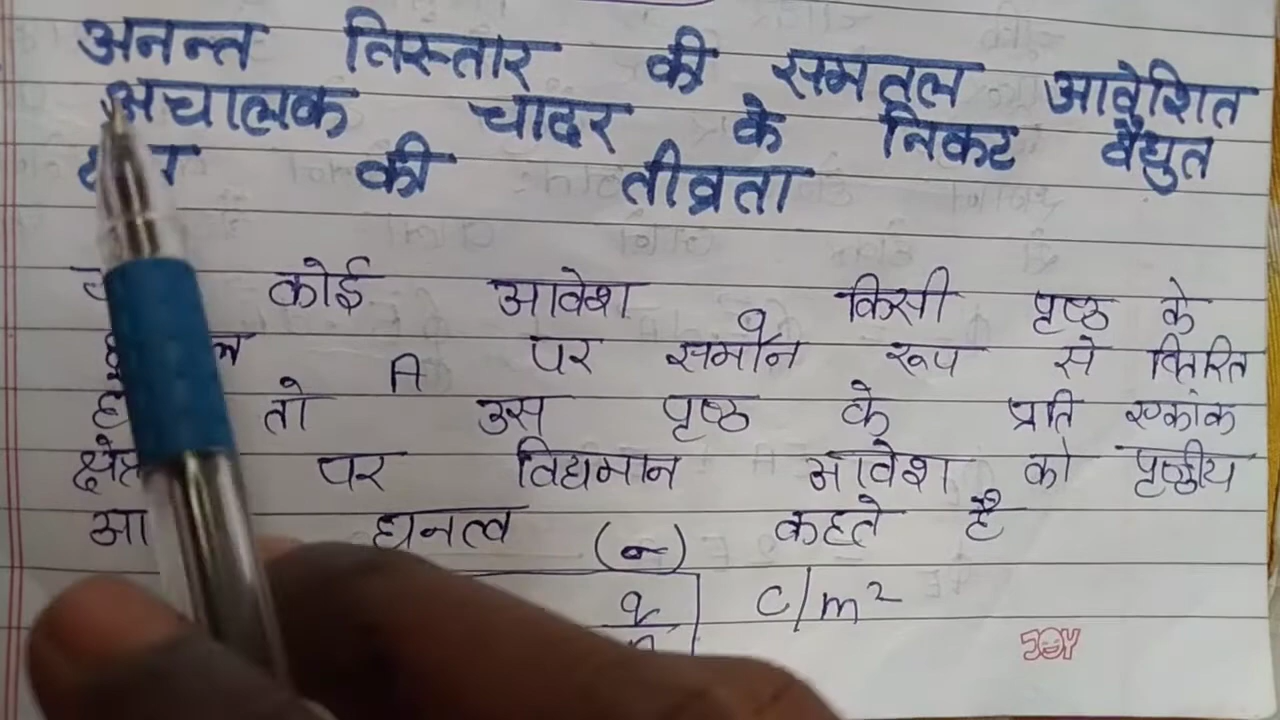 अनन्त विस्तार की समतल आवेशित
अचालक चादर के निकट वैद्युत
की तीव्रता
कोई आवेश q किसी पृष्ठ के
A पर समान रूप से वितरित
तो उस पृष्ठ के प्रति एकांक
पर विद्यमान आवेश को पृष्ठीय
घनत्व (σ) कहते है
q C/m²
JOY